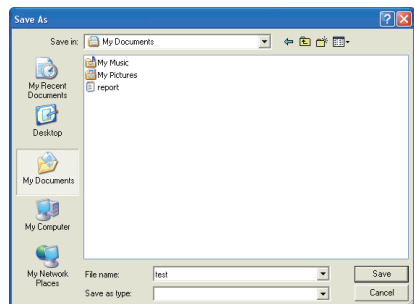 Save As
Save in:
My Documents
My Recent
Documents
Desktop
My Documents
My Computer
My Network
Places
My Music
My Pictures
report
File name:
test
Save
Save as type:
Cancel